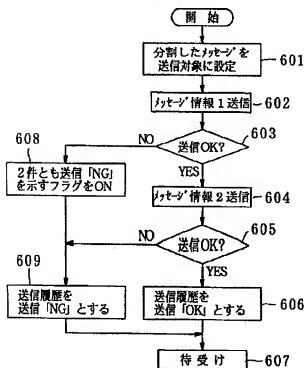 開始
分割したメッセージを
送信対象に設定
601
メッセージ情報1送信
602
603
送信OK?
NO
YES
608
2件とも送信「NG」
を示すフラグをON
メッセージ情報2送信
604
605
送信OK?
NO
YES
609
送信履歴を
送信「NG」とする
送信履歴を
送信「OK」とする
606
待受け
607